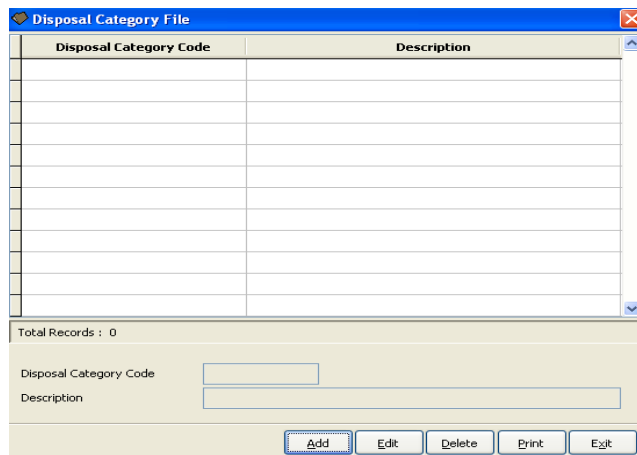 Disposal Category File
Disposal Category Code Description
Total Records : 0
Disposal Category Code
Description
Add Edit Delete Print Exit